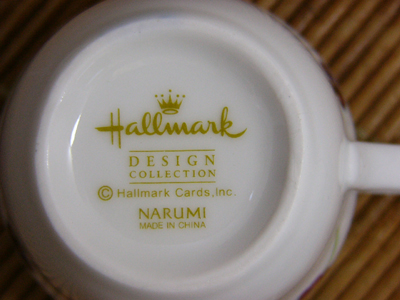 Hallmark
DESIGN
COLLECTION
© Hallmark Cards, Inc.
NARUMI
MADE IN CHINA